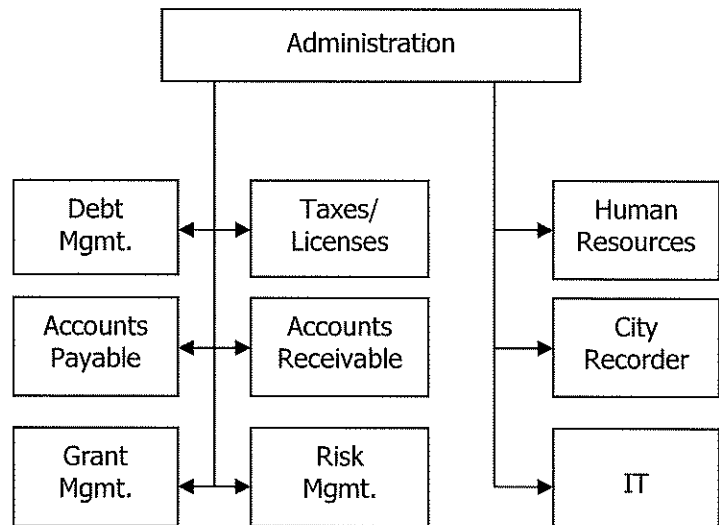 Administration
Debt
Mgmt.
Taxes/
Licenses
Human
Resources
Accounts
Payable
Accounts
Receivable
City
Recorder
Grant
Mgmt.
Risk
Mgmt.
IT